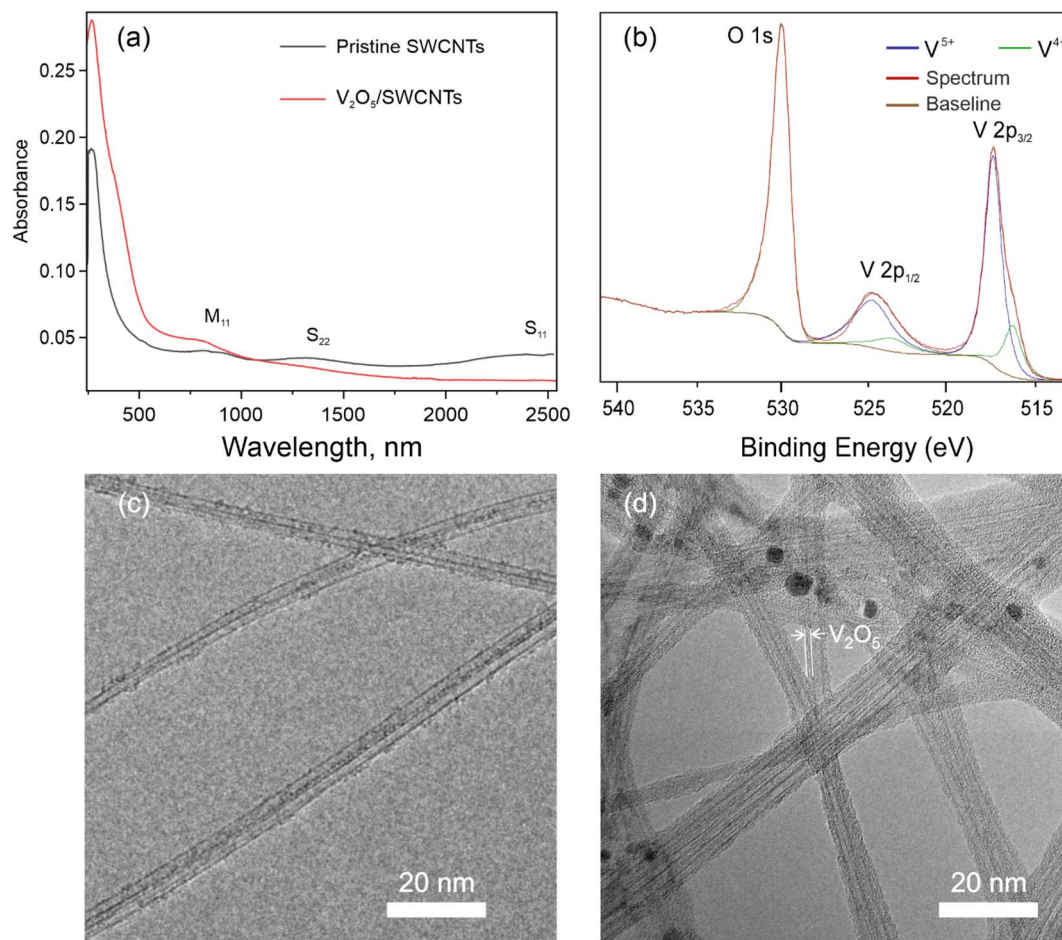 (a)
Pristine SWCNTs
V₂O₅/SWCNTs
M₁₁
S₂₂
S₁₁
0.25
0.20
0.15
0.10
0.05
Absorbance
500 1000 1500 2000 2500
Wavelength, nm
(b)
O 1s
V⁵⁺ V⁴⁺
Spectrum
Baseline
V 2p₃/₂
V 2p₁/₂
540 535 530 525 520 515
Binding Energy (eV)
(c)
20 nm
(d)
V₂O₅
20 nm